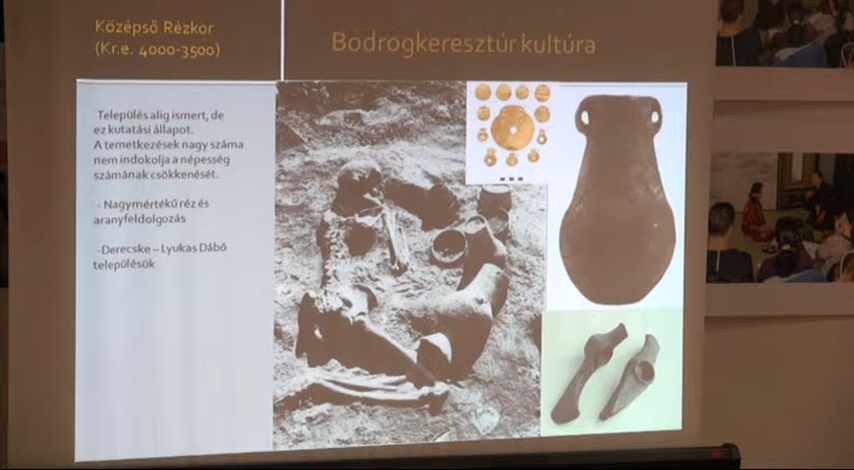 Középső Rézkor
(Kr.e. 4000-3500)
Bodrogkeresztúr kultúra
Település alig ismert, de
ez kutatási állapot.
A temetkezések nagy száma
nem indokolja a népesség
számának csökkenését.
- Nagymértékű réz és
aranyfeldolgozás
-Derecske – Lyukas Dábó
településük